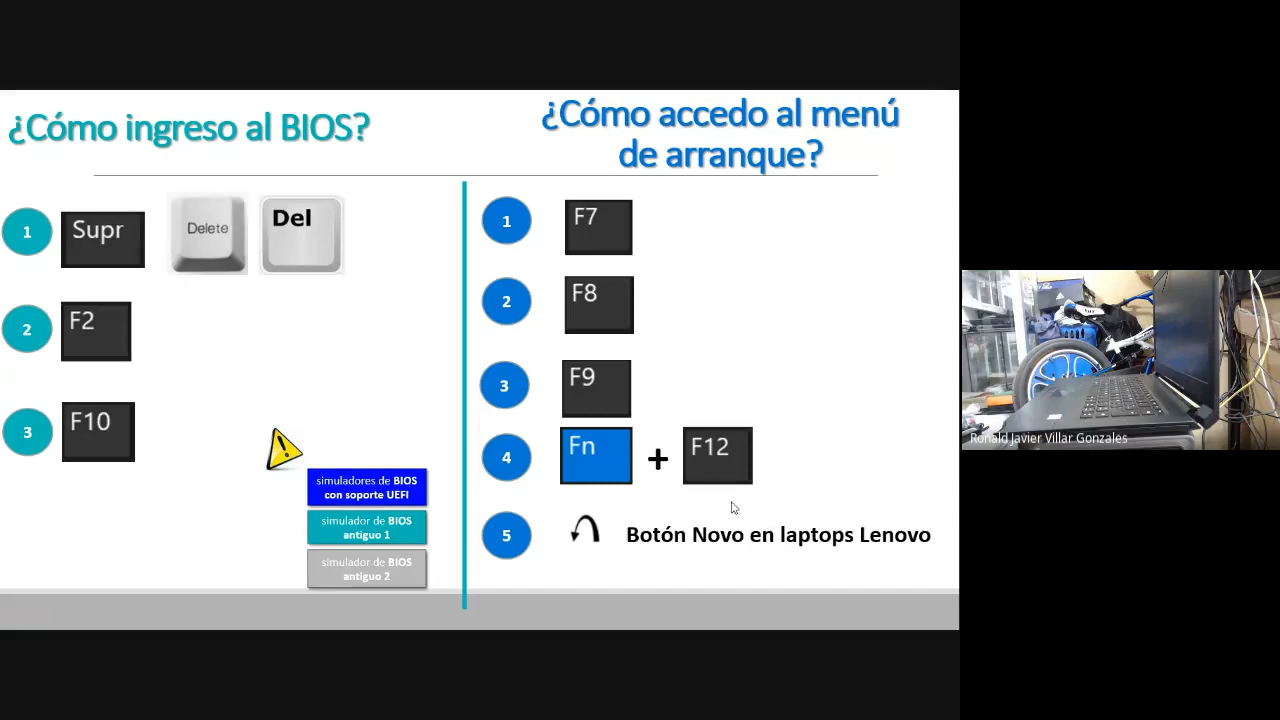 ¿Cómo ingreso al BIOS?
1
Supr
Delete
Del
2
F2
3
F10
simuladores de BIOS
con soporte UEFI
simulador de BIOS
antiguo 1
simulador de BIOS
antiguo 2
¿Cómo accedo al menú
de arranque?
1
F7
2
F8
3
F9
4
Fn + F12
5
Botón Novo en laptops Lenovo
Ronald Javier Villar Gonzales